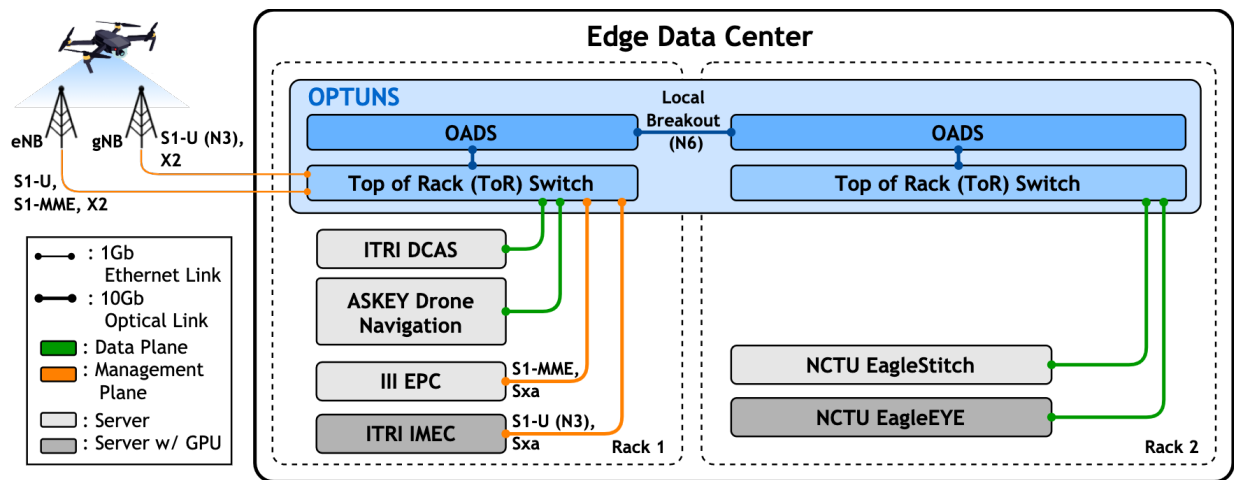 Edge Data Center
OPTUNS
Local
Breakout
(N6)
OADS
OADS
Top of Rack (ToR) Switch
Top of Rack (ToR) Switch
eNB
gNB
S1-U (N3),
X2
S1-U,
S1-MME, X2
: 1Gb
Ethernet Link
: 10Gb
Optical Link
: Data Plane
: Management
Plane
: Server
: Server w/ GPU
ITRI DCAS
ASKEY Drone
Navigation
III EPC
S1-MME,
Sxa
ITRI IMEC
S1-U (N3),
Sxa
Rack 1
NCTU EagleStitch
NCTU EagleEYE
Rack 2